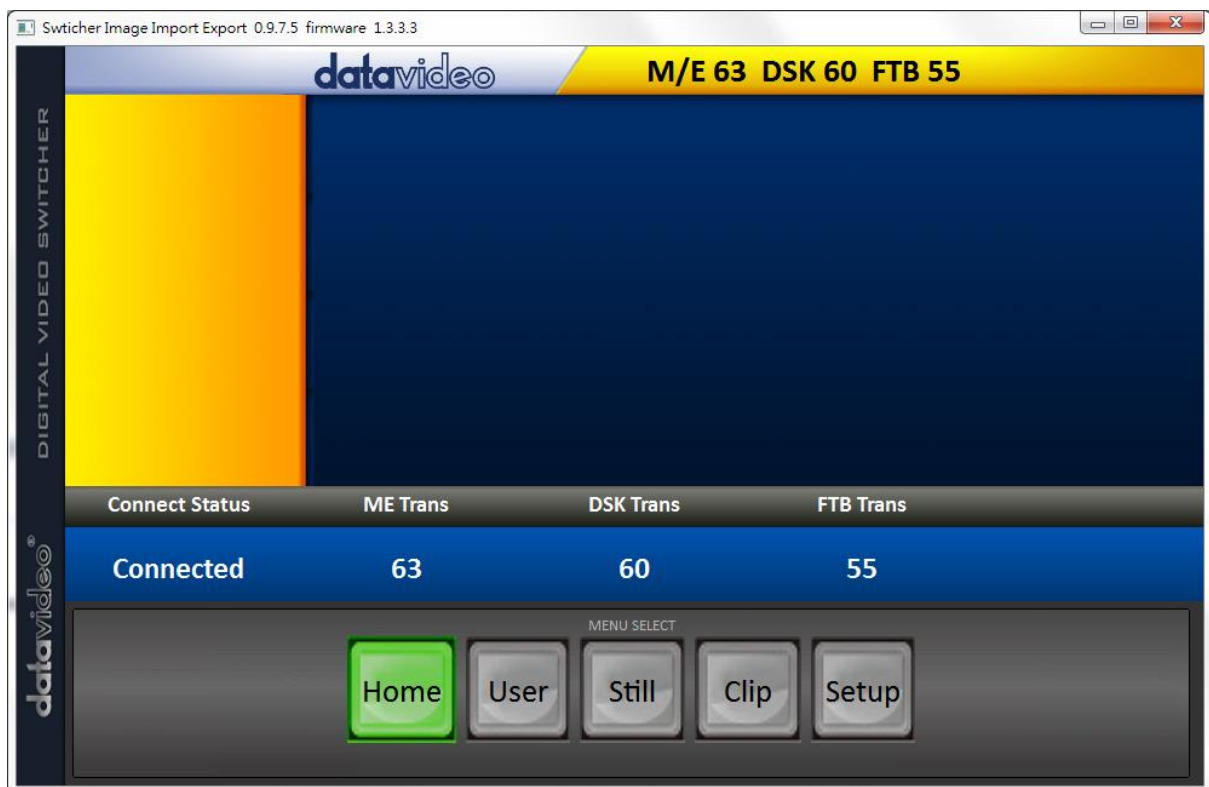 Swticher Image Import Export 0.9.7.5 firmware 1.3.3.3
datavideo M/E 63 DSK 60 FTB 55
DIGITAL VIDEO SWITCHER
datavideo®
Connect Status ME Trans DSK Trans FTB Trans
Connected 63 60 55
MENU SELECT
Home User Still Clip Setup